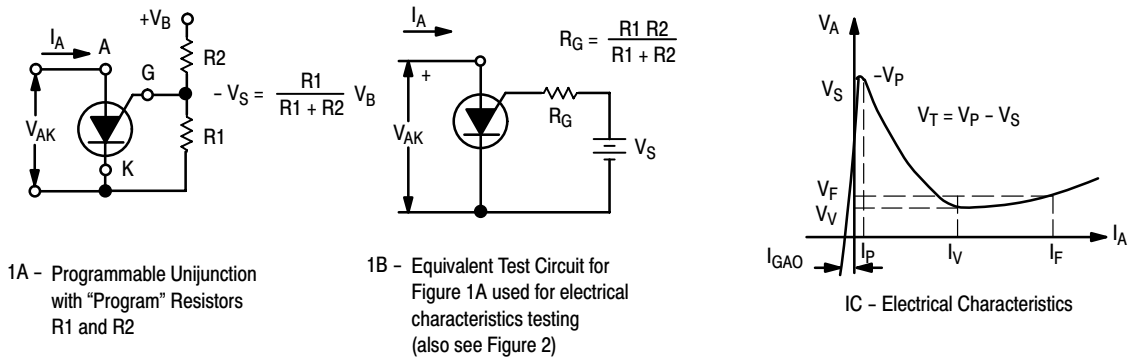 +V_B
I_A
A
R2
G
– V_S = R1 / (R1 + R2) V_B
V_AK
R1
K
1A – Programmable Unijunction
with “Program” Resistors
R1 and R2
I_A
R_G = R1 R2 / (R1 + R2)
+
R_G
V_AK
V_S
1B – Equivalent Test Circuit for
Figure 1A used for electrical
characteristics testing
(also see Figure 2)
V_A
–V_P
V_S
V_T = V_P – V_S
V_F
V_V
I_A
I_GAO
I_P
I_V
I_F
IC – Electrical Characteristics